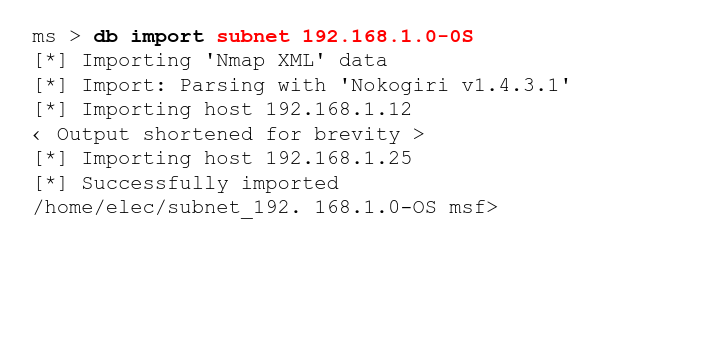 ms > db import subnet 192.168.1.0-0S
[*] Importing 'Nmap XML' data
[*] Import: Parsing with 'Nokogiri v1.4.3.1'
[*] Importing host 192.168.1.12
‹ Output shortened for brevity >
[*] Importing host 192.168.1.25
[*] Successfully imported
/home/elec/subnet_192. 168.1.0-OS msf>